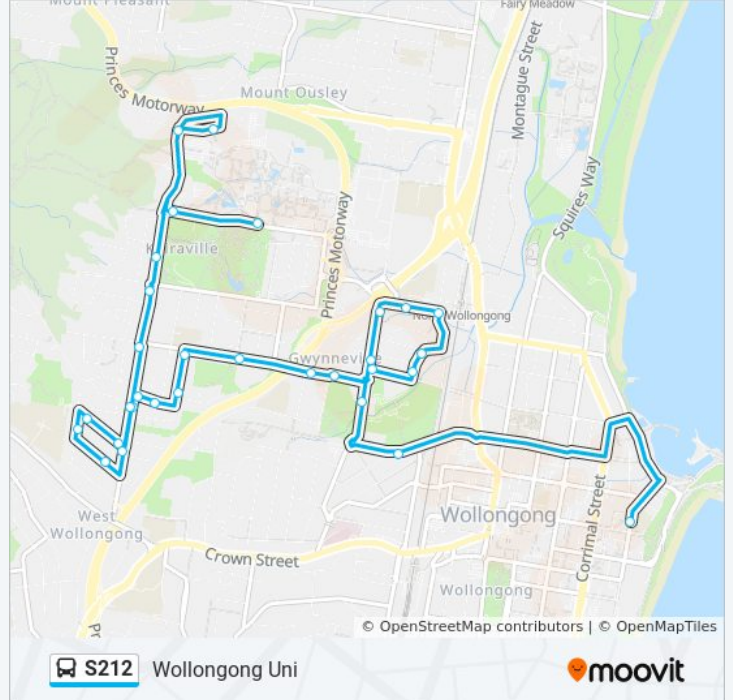 Mount Pleasant
Fairy Meadow
Princes Motorway
Mount Ousley
Montague Street
Squires Way
Keiraville
Princes Motorway
North Wollongong
Gwynneville
West
Wollongong
Wollongong
Crown Street
Corrimal Street
Wollongong
Pr
© OpenStreetMap contributors | © OpenMapTiles
S212 Wollongong Uni
moovit